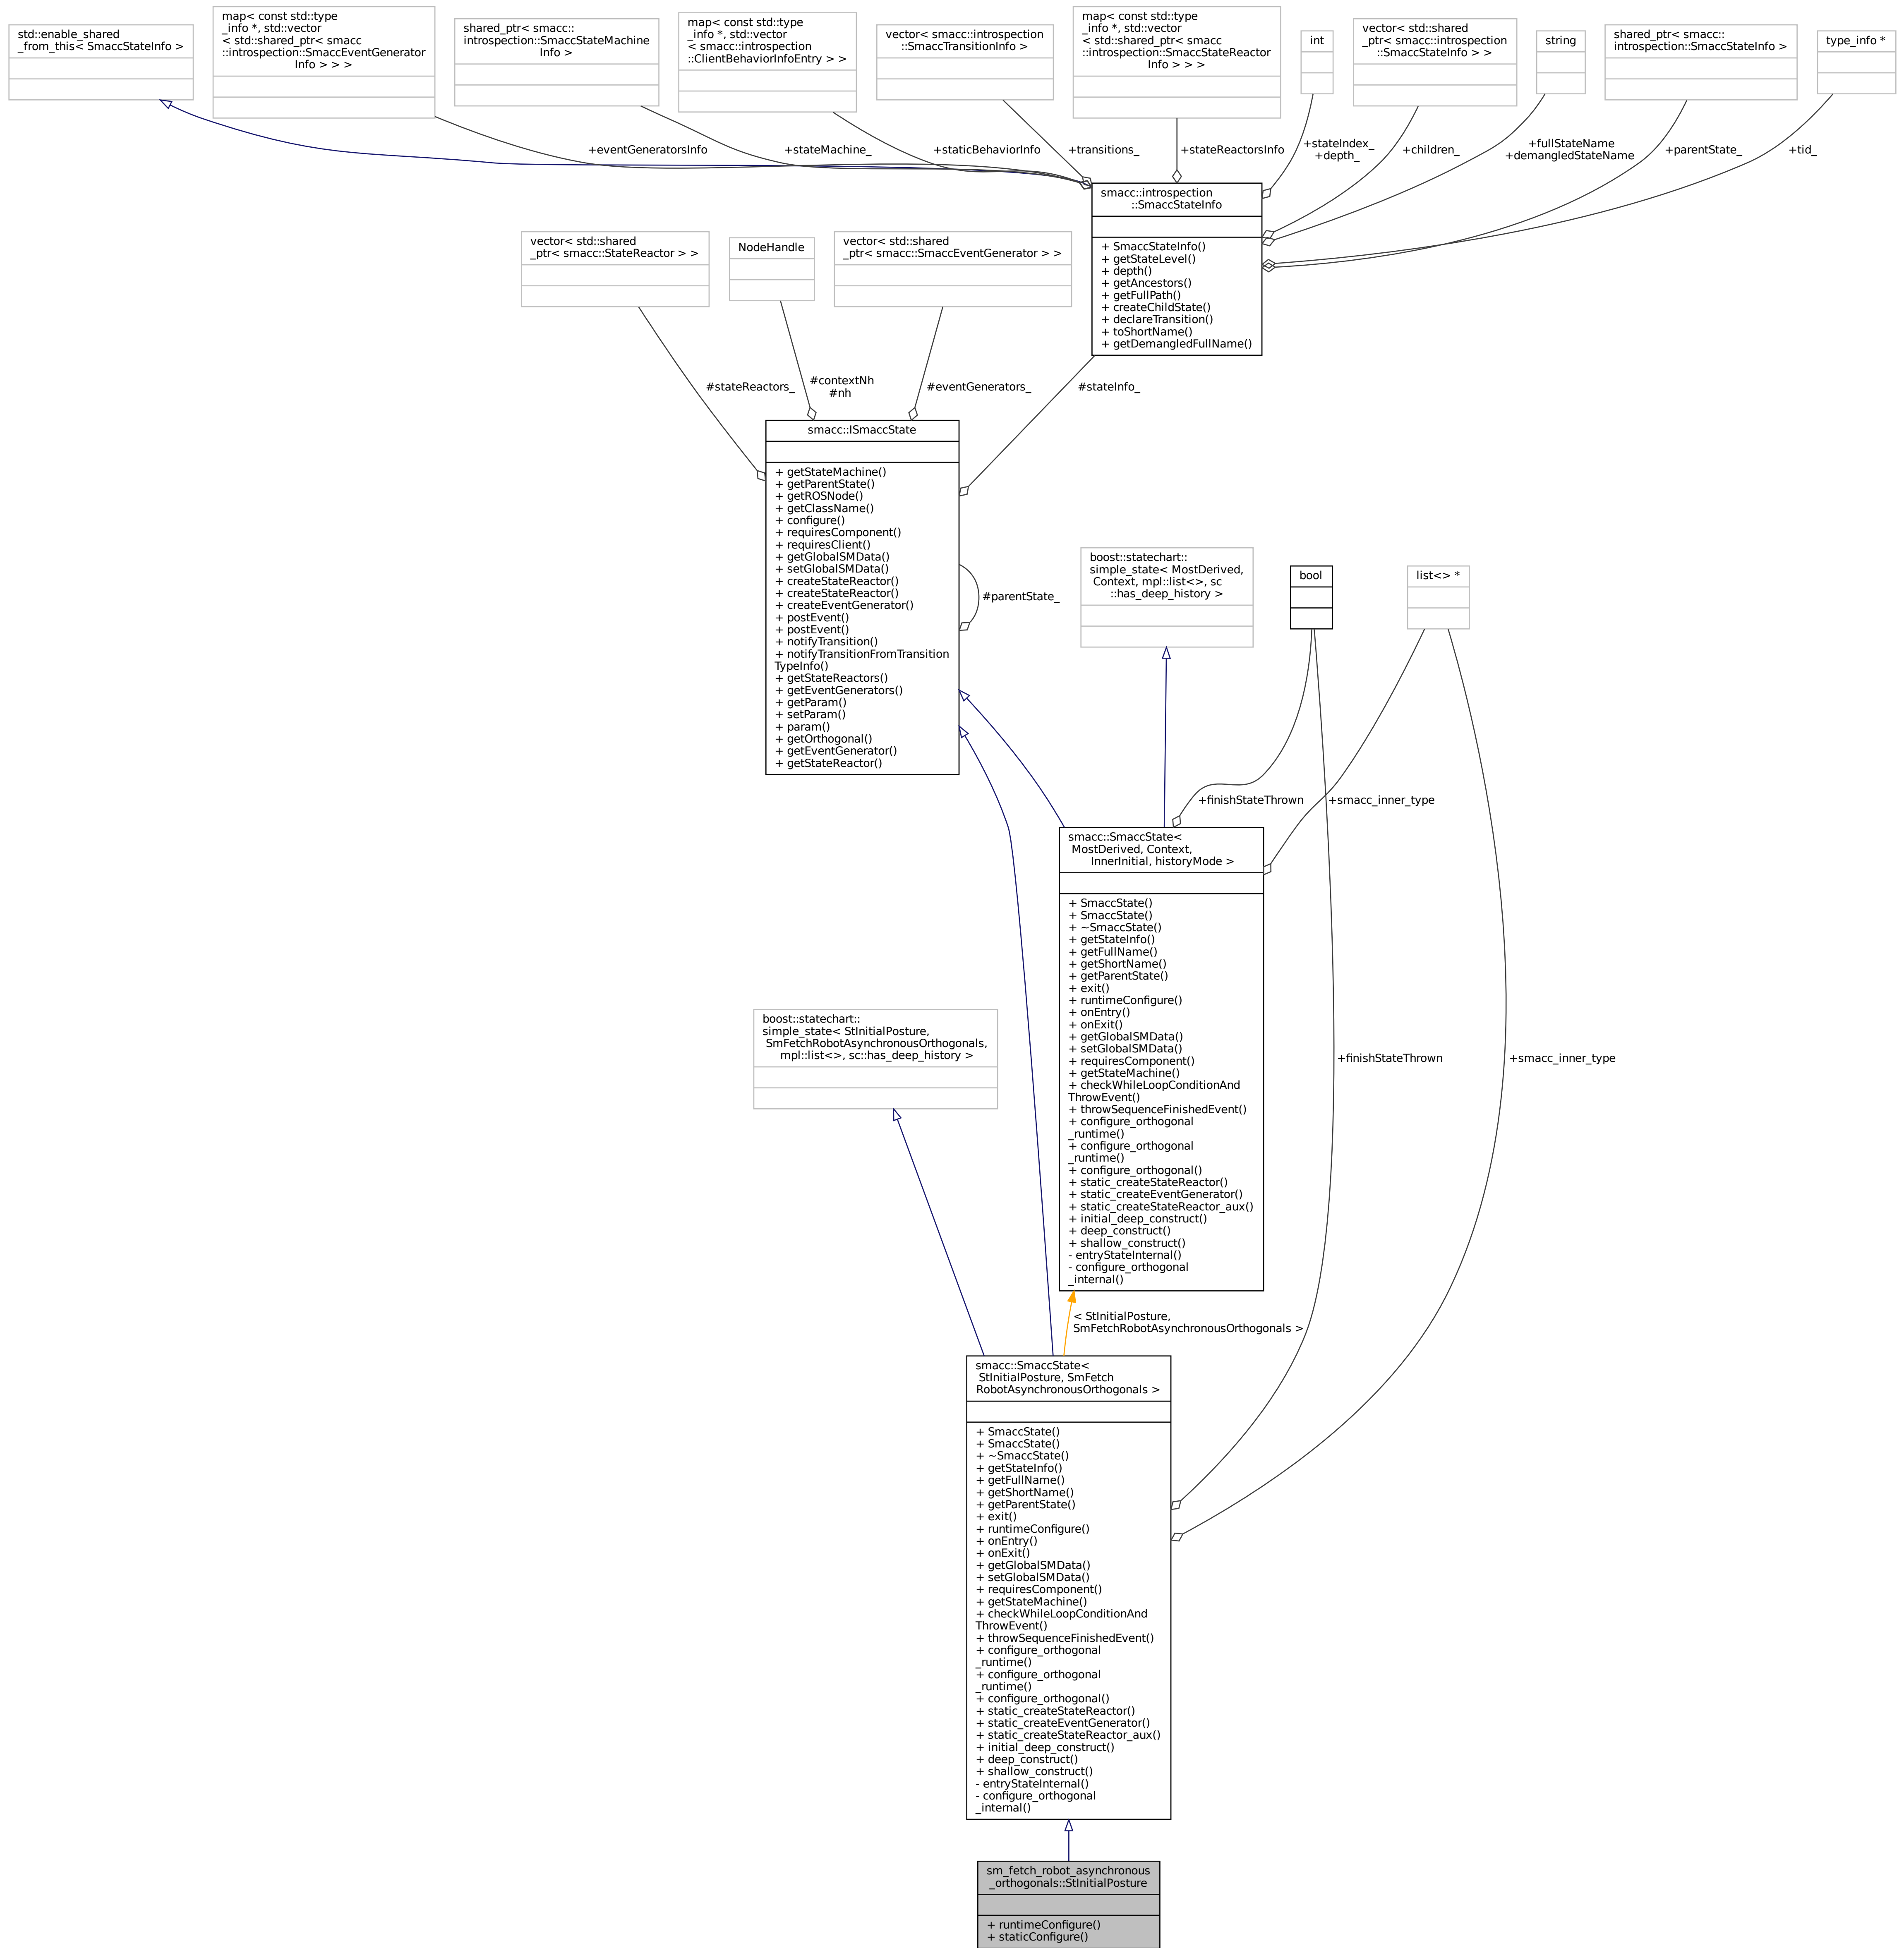 std::enable_shared
_from_this< SmaccStateInfo >
map< const std::type
_info *, std::vector
< std::shared_ptr< smacc
::introspection::SmaccEventGenerator
Info > > >
shared_ptr< smacc::
introspection::SmaccStateMachine
Info >
map< const std::type
_info *, std::vector
< smacc::introspection
::ClientBehaviorInfoEntry > >
vector< smacc::introspection
::SmaccTransitionInfo >
map< const std::type
_info *, std::vector
< std::shared_ptr< smacc
::introspection::SmaccStateReactor
Info > > >
int
vector< std::shared
_ptr< smacc::introspection
::SmaccStateInfo > >
string
shared_ptr< smacc::
introspection::SmaccStateInfo >
type_info *
+eventGeneratorsInfo
+stateMachine_
+staticBehaviorInfo
+transitions_
+stateReactorsInfo
+stateIndex_
+depth_
+children_
+fullStateName
+demangledStateName
+parentState_
+tid_
smacc::introspection
::SmaccStateInfo
+ SmaccStateInfo()
+ getStateLevel()
+ depth()
+ getAncestors()
+ getFullPath()
+ createChildState()
+ declareTransition()
+ toShortName()
+ getDemangledFullName()
vector< std::shared
_ptr< smacc::StateReactor > >
NodeHandle
vector< std::shared
_ptr< smacc::SmaccEventGenerator > >
#stateReactors_
#contextNh
#nh
#eventGenerators_
#stateInfo_
smacc::ISmaccState
+ getStateMachine()
+ getParentState()
+ getROSNode()
+ getClassName()
+ configure()
+ requiresComponent()
+ requiresClient()
+ getGlobalSMData()
+ setGlobalSMData()
+ createStateReactor()
+ createStateReactor()
+ createEventGenerator()
+ postEvent()
+ postEvent()
+ notifyTransition()
+ notifyTransitionFromTransition
TypeInfo()
+ getStateReactors()
+ getEventGenerators()
+ getParam()
+ setParam()
+ param()
+ getOrthogonal()
+ getEventGenerator()
+ getStateReactor()
#parentState_
boost::statechart::
simple_state< MostDerived,
Context, mpl::list<>, sc
::has_deep_history >
bool
list<> *
+finishStateThrown
+smacc_inner_type
smacc::SmaccState<
MostDerived, Context,
InnerInitial, historyMode >
+ SmaccState()
+ SmaccState()
+ ~SmaccState()
+ getStateInfo()
+ getFullName()
+ getShortName()
+ getParentState()
+ exit()
+ runtimeConfigure()
+ onEntry()
+ onExit()
+ getGlobalSMData()
+ setGlobalSMData()
+ requiresComponent()
+ getStateMachine()
+ checkWhileLoopConditionAnd
ThrowEvent()
+ throwSequenceFinishedEvent()
+ configure_orthogonal
_runtime()
+ configure_orthogonal
_runtime()
+ configure_orthogonal()
+ static_createStateReactor()
+ static_createEventGenerator()
+ static_createStateReactor_aux()
+ initial_deep_construct()
+ deep_construct()
+ shallow_construct()
- entryStateInternal()
- configure_orthogonal
_internal()
boost::statechart::
simple_state< StInitialPosture,
SmFetchRobotAsynchronousOrthogonals,
mpl::list<>, sc::has_deep_history >
+finishStateThrown
+smacc_inner_type
< StInitialPosture,
SmFetchRobotAsynchronousOrthogonals >
smacc::SmaccState<
StInitialPosture, SmFetch
RobotAsynchronousOrthogonals >
+ SmaccState()
+ SmaccState()
+ ~SmaccState()
+ getStateInfo()
+ getFullName()
+ getShortName()
+ getParentState()
+ exit()
+ runtimeConfigure()
+ onEntry()
+ onExit()
+ getGlobalSMData()
+ setGlobalSMData()
+ requiresComponent()
+ getStateMachine()
+ checkWhileLoopConditionAnd
ThrowEvent()
+ throwSequenceFinishedEvent()
+ configure_orthogonal
_runtime()
+ configure_orthogonal
_runtime()
+ configure_orthogonal()
+ static_createStateReactor()
+ static_createEventGenerator()
+ static_createStateReactor_aux()
+ initial_deep_construct()
+ deep_construct()
+ shallow_construct()
- entryStateInternal()
- configure_orthogonal
_internal()
sm_fetch_robot_asynchronous
_orthogonals::StInitialPosture
+ runtimeConfigure()
+ staticConfigure()